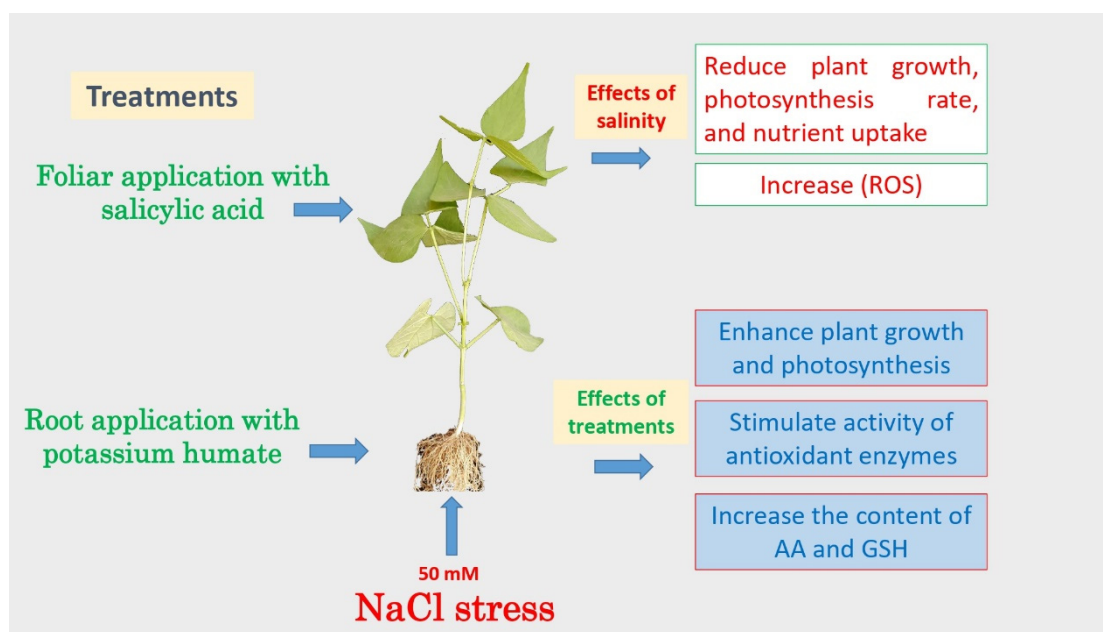 Treatments
Foliar application with
salicylic acid
Root application with
potassium humate
50 mM
NaCl stress
Effects of
salinity
Reduce plant growth,
photosynthesis rate,
and nutrient uptake
Increase (ROS)
Effects of
treatments
Enhance plant growth
and photosynthesis
Stimulate activity of
antioxidant enzymes
Increase the content of
AA and GSH